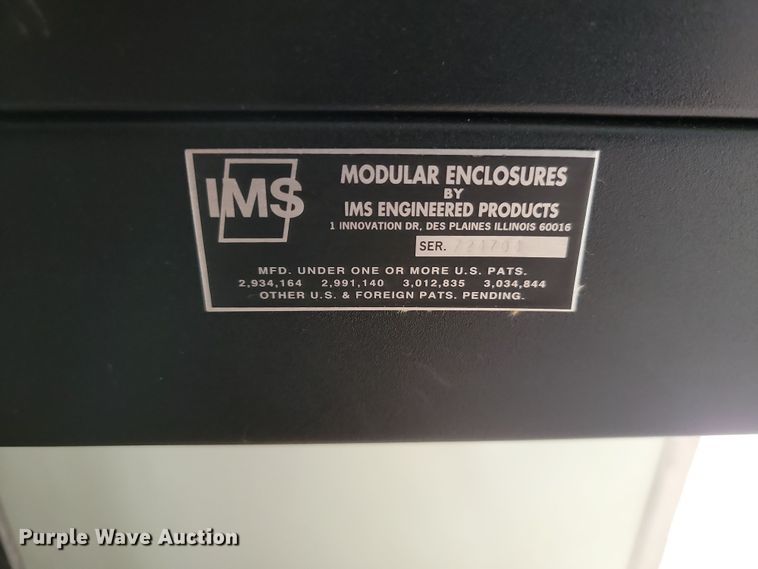 IMS
MODULAR ENCLOSURES
BY
IMS ENGINEERED PRODUCTS
1 INNOVATION DR, DES PLAINES ILLINOIS 60016
SER.
MFD. UNDER ONE OR MORE U.S. PATS.
2,934,164 2,991,140 3,012,835 3,034,844
OTHER U.S. & FOREIGN PATS. PENDING.
Purple Wave Auction